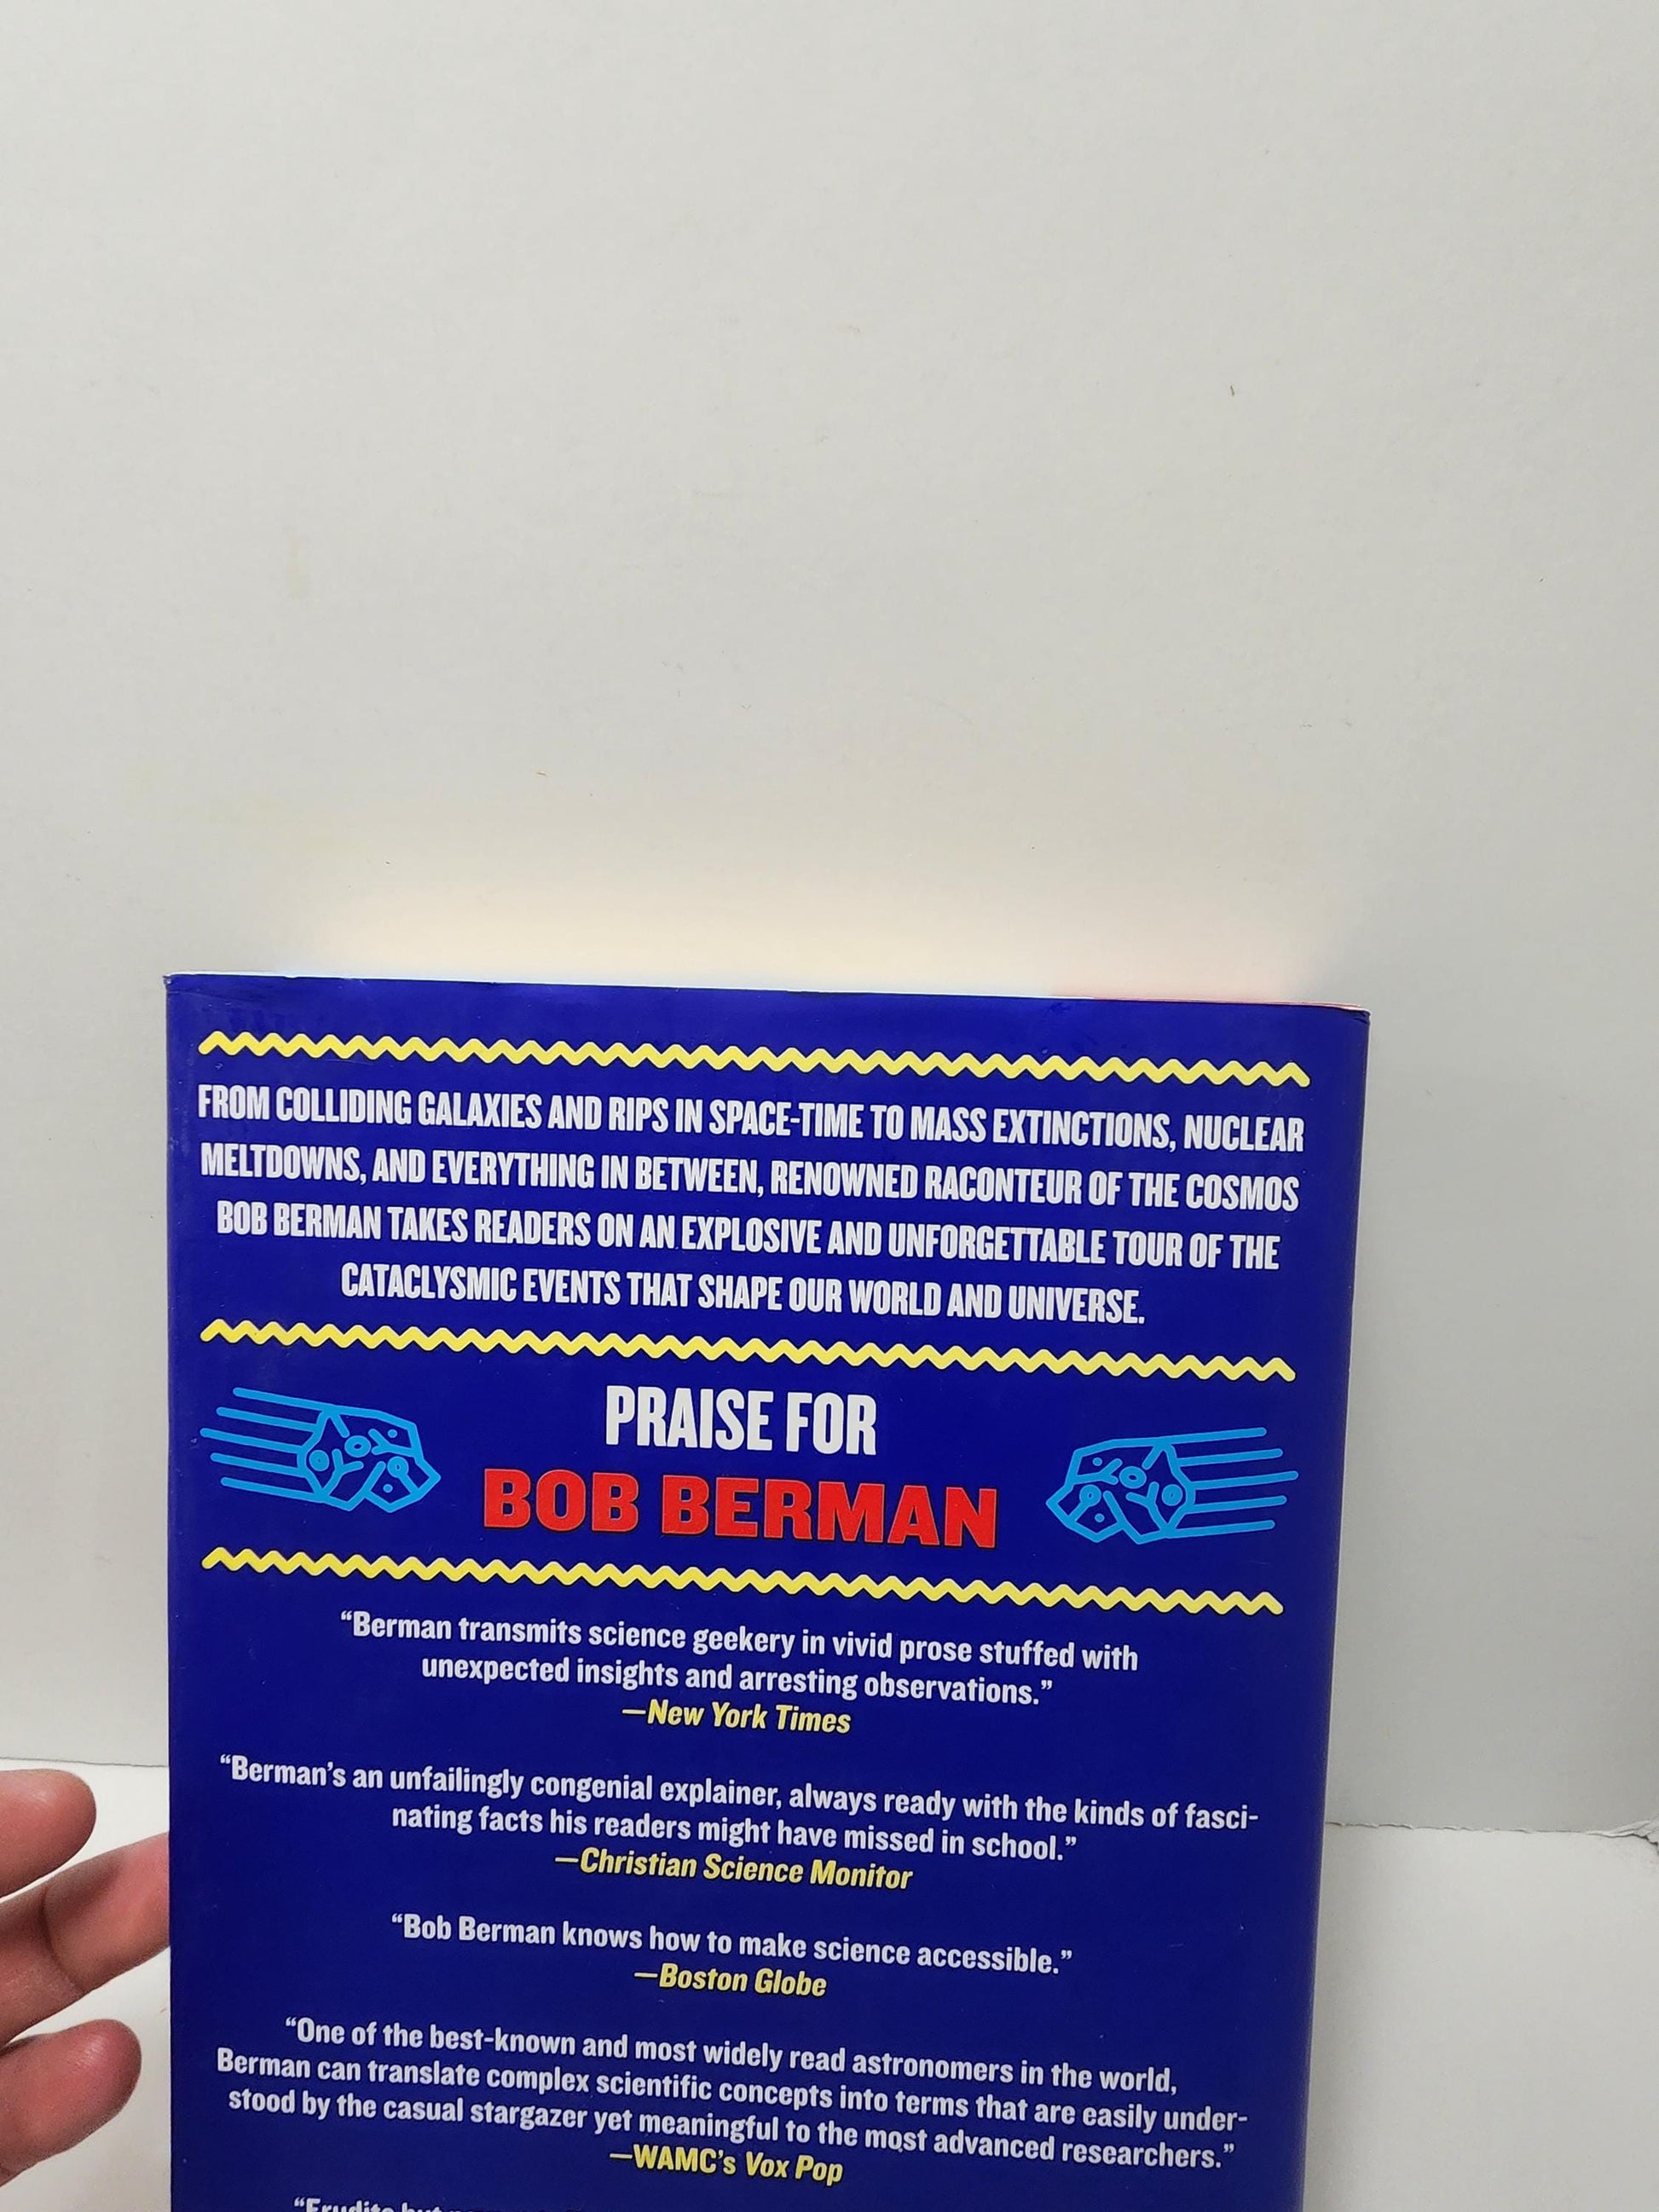 FROM COLLIDING GALAXIES AND RIPS IN SPACE-TIME TO MASS EXTINCTIONS, NUCLEAR
MELTDOWNS, AND EVERYTHING IN BETWEEN, RENOWNED RACONTEUR OF THE COSMOS
BOB BERMAN TAKES READERS ON AN EXPLOSIVE AND UNFORGETTABLE TOUR OF THE
CATACLYSMIC EVENTS THAT SHAPE OUR WORLD AND UNIVERSE.
PRAISE FOR
BOB BERMAN
“Berman transmits science geekery in vivid prose stuffed with
unexpected insights and arresting observations.”
—New York Times
“Berman’s an unfailingly congenial explainer, always ready with the kinds of fasci-
nating facts his readers might have missed in school.”
—Christian Science Monitor
“Bob Berman knows how to make science accessible.”
—Boston Globe
“One of the best-known and most widely read astronomers in the world,
Berman can translate complex scientific concepts into terms that are easily under-
stood by the casual stargazer yet meaningful to the most advanced researchers.”
—WAMC’s Vox Pop
“Erudite but